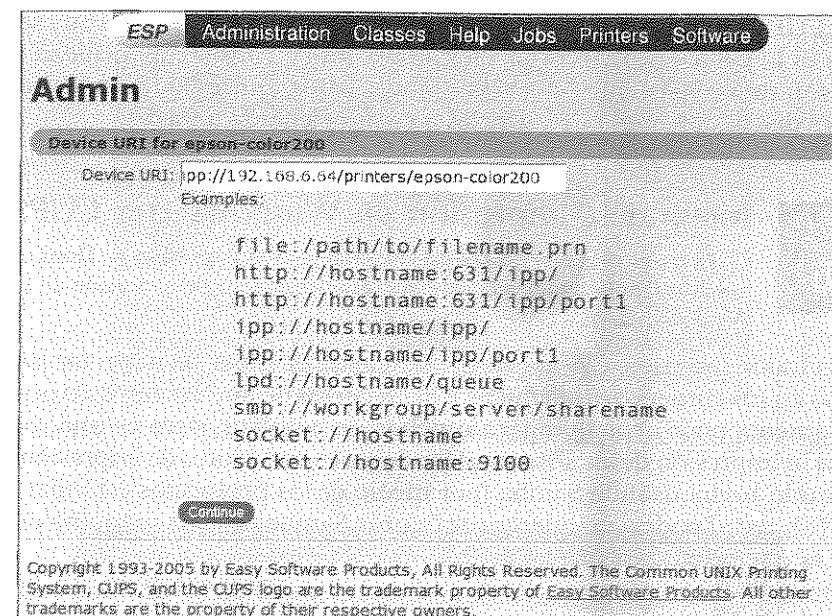 ESP Administration Classes Help Jobs Printers Software
Admin
Device URI for epson-color200
Device URI: ipp://192.168.6.64/printers/epson-color200
Examples:
file:/path/to/filename.prn
http://hostname:631/ipp/
http://hostname:631/ipp/port1
ipp://hostname/ipp/
ipp://hostname/ipp/port1
lpd://hostname/queue
smb://workgroup/server/sharename
socket://hostname
socket://hostname:9100
Continue
Copyright 1993-2005 by Easy Software Products, All Rights Reserved. The Common UNIX Printing
System, CUPS, and the CUPS logo are the trademark property of Easy Software Products. All other
trademarks are the property of their respective owners.